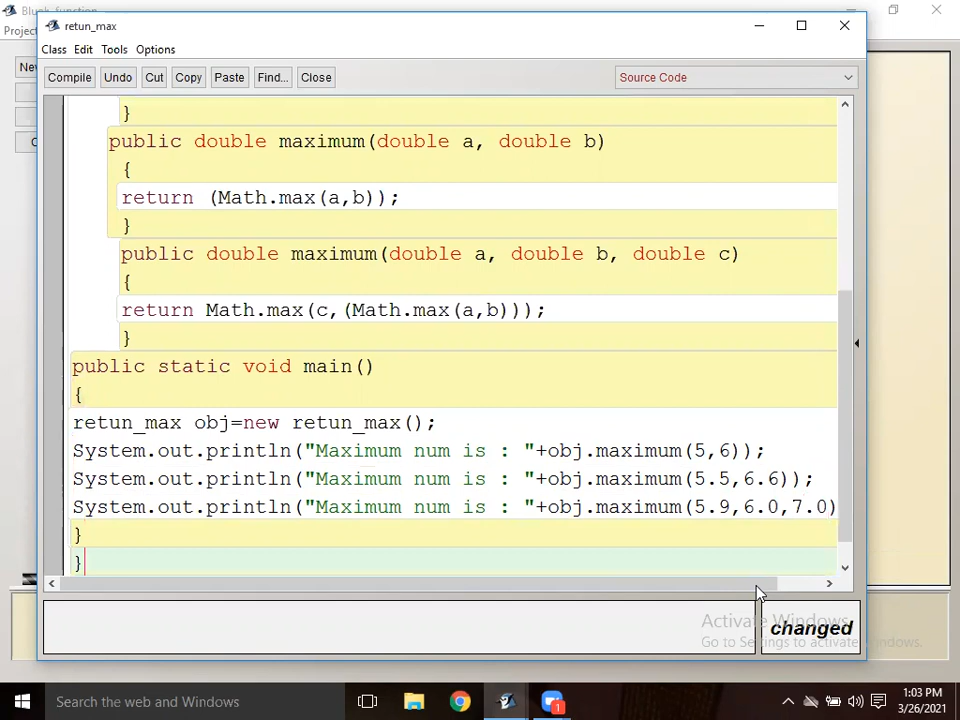 retun_max
Project
Class Edit Tools Options
Compile Undo Cut Copy Paste Find... Close
Source Code
}
public double maximum(double a, double b)
{
return (Math.max(a,b));
}
public double maximum(double a, double b, double c)
{
return Math.max(c,(Math.max(a,b)));
}
public static void main()
{
retun_max obj=new retun_max();
System.out.println("Maximum num is : "+obj.maximum(5,6));
System.out.println("Maximum num is : "+obj.maximum(5.5,6.6));
System.out.println("Maximum num is : "+obj.maximum(5.9,6.0,7.0)
}
}
changed
Activate Windows
Go to Settings to activate Windows.
Search the web and Windows
1
1:03 PM
3/26/2021